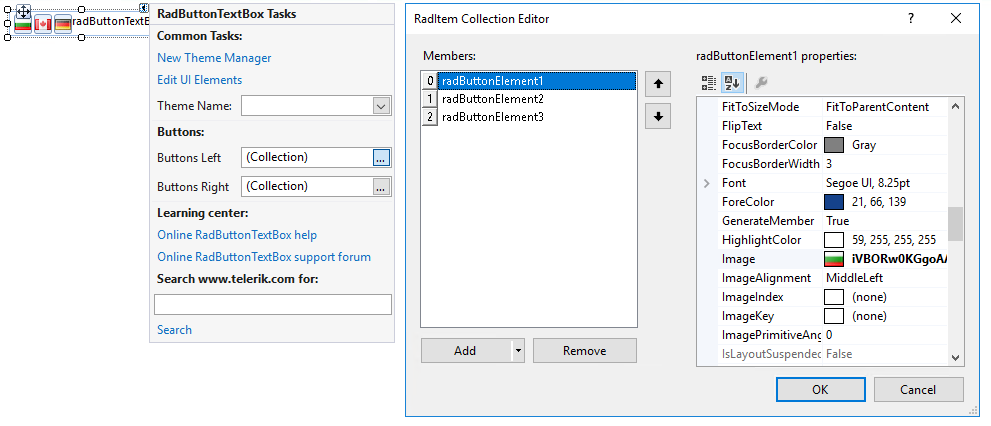 radButtonTextB
RadButtonTextBox Tasks
Common Tasks:
New Theme Manager
Edit UI Elements
Theme Name:
Buttons:
Buttons Left (Collection) ...
Buttons Right (Collection) ...
Learning center:
Online RadButtonTextBox help
Online RadButtonTextBox support forum
Search www.telerik.com for:
Search
RadItem Collection Editor
Members:
0 radButtonElement1
1 radButtonElement2
2 radButtonElement3
Add
Remove
radButtonElement1 properties:
A
Z
FitToSizeMode FitToParentContent
FlipText False
FocusBorderColor Gray
FocusBorderWidth 3
Font Segoe UI, 8.25pt
ForeColor 21, 66, 139
GenerateMember True
HighlightColor 59, 255, 255, 255
Image iVBORw0KGgoAA
ImageAlignment MiddleLeft
ImageIndex (none)
ImageKey (none)
ImagePrimitiveAng 0
IsLayoutSuspended False
OK
Cancel